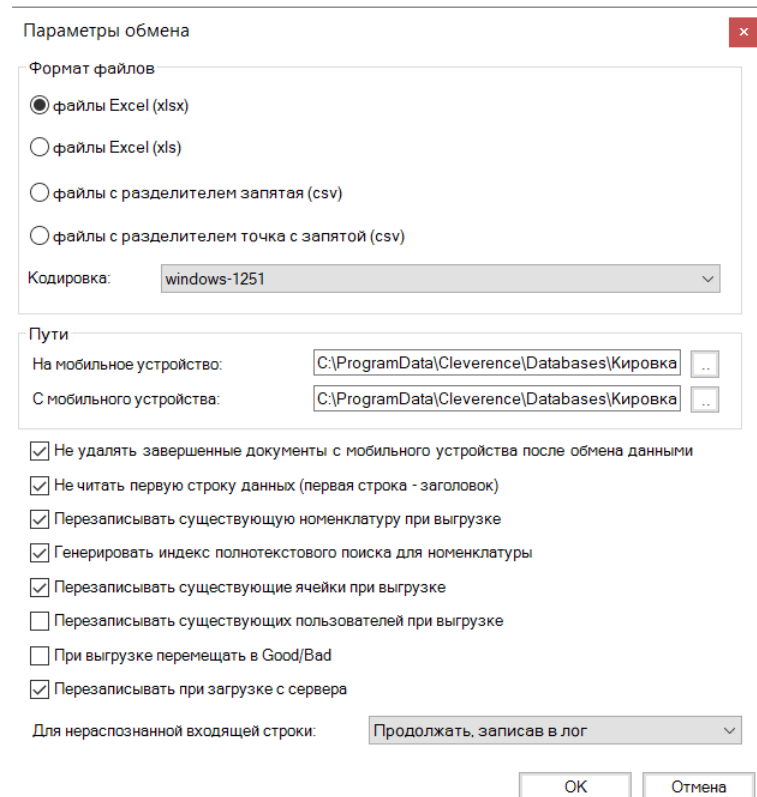 Параметры обмена
Формат файлов
файлы Excel (xlsx)
файлы Excel (xls)
файлы с разделителем запятая (csv)
файлы с разделителем точка с запятой (csv)
Кодировка: windows-1251
Пути
На мобильное устройство: C:\ProgramData\Cleverence\Databases\Кировка ..
С мобильного устройства: C:\ProgramData\Cleverence\Databases\Кировка ..
Не удалять завершенные документы с мобильного устройства после обмена данными
Не читать первую строку данных (первая строка - заголовок)
Перезаписывать существующую номенклатуру при выгрузке
Генерировать индекс полнотекстового поиска для номенклатуры
Перезаписывать существующие ячейки при выгрузке
Перезаписывать существующих пользователей при выгрузке
При выгрузке перемещать в Good/Bad
Перезаписывать при загрузке с сервера
Для нераспознанной входящей строки: Продолжать, записав в лог
OK Отмена